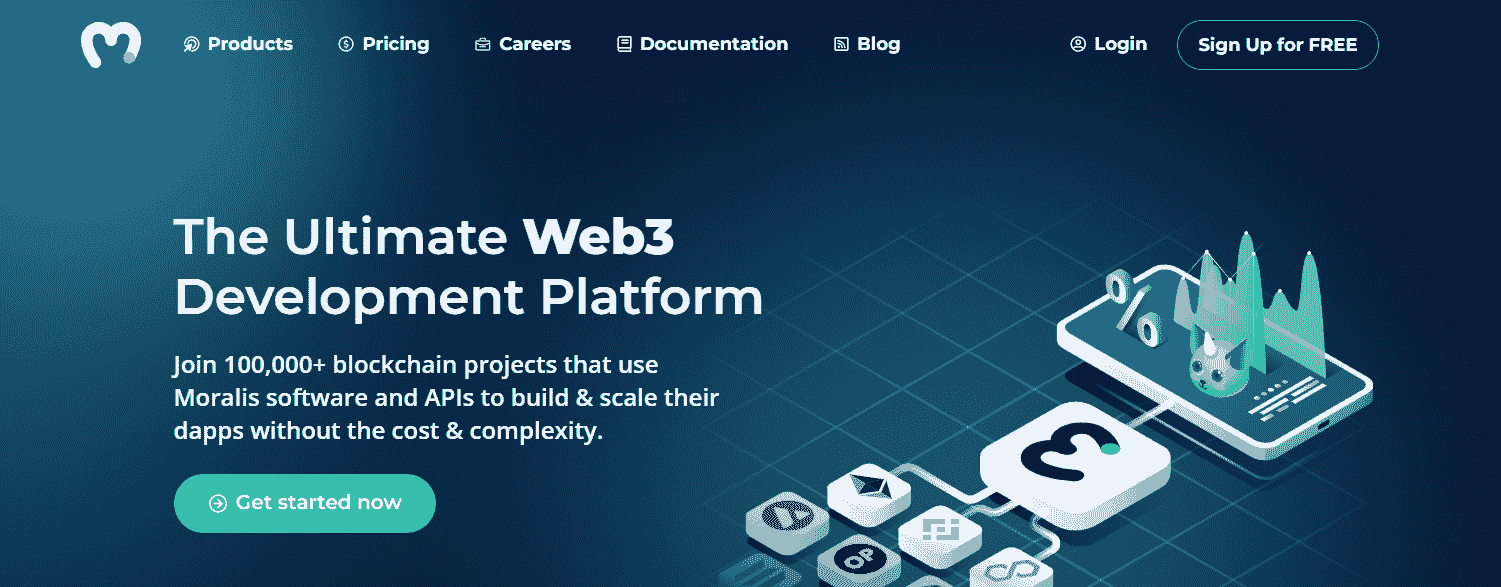 Products
Pricing
Careers
Documentation
Blog
Login
Sign Up for FREE
The Ultimate Web3
Development Platform
Join 100,000+ blockchain projects that use
Moralis software and APIs to build & scale their
dapps without the cost & complexity.
Get started now
OP